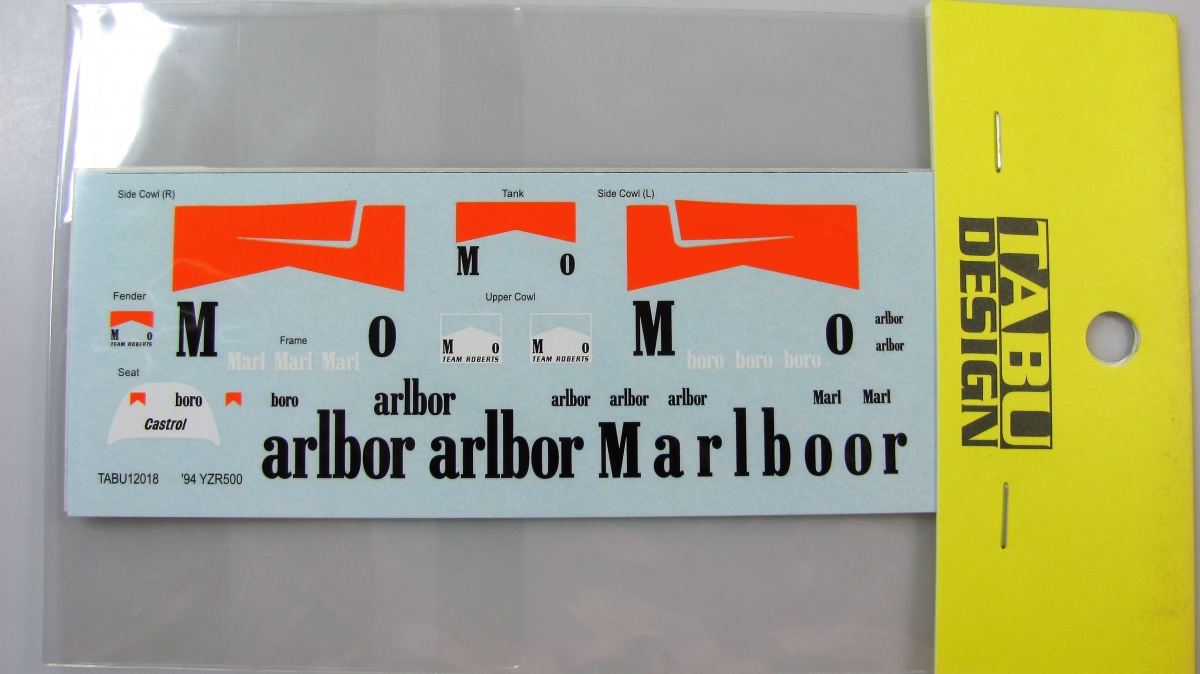 Side Cowl (R)
Tank
Side Cowl (L)
M o
Fender
Upper Cowl
M o
M o
arlbor
M o
TEAM ROBERTS
Frame
M o
TEAM ROBERTS
M o
TEAM ROBERTS
arlbor
Marl Marl Marl
boro boro boro
Seat
boro
boro
arlbor
arlbor arlbor arlbor
Marl Marl
Castrol
arlbor arlbor Marlboor
TABU12018 '94 YZR500
TABU
DESIGN